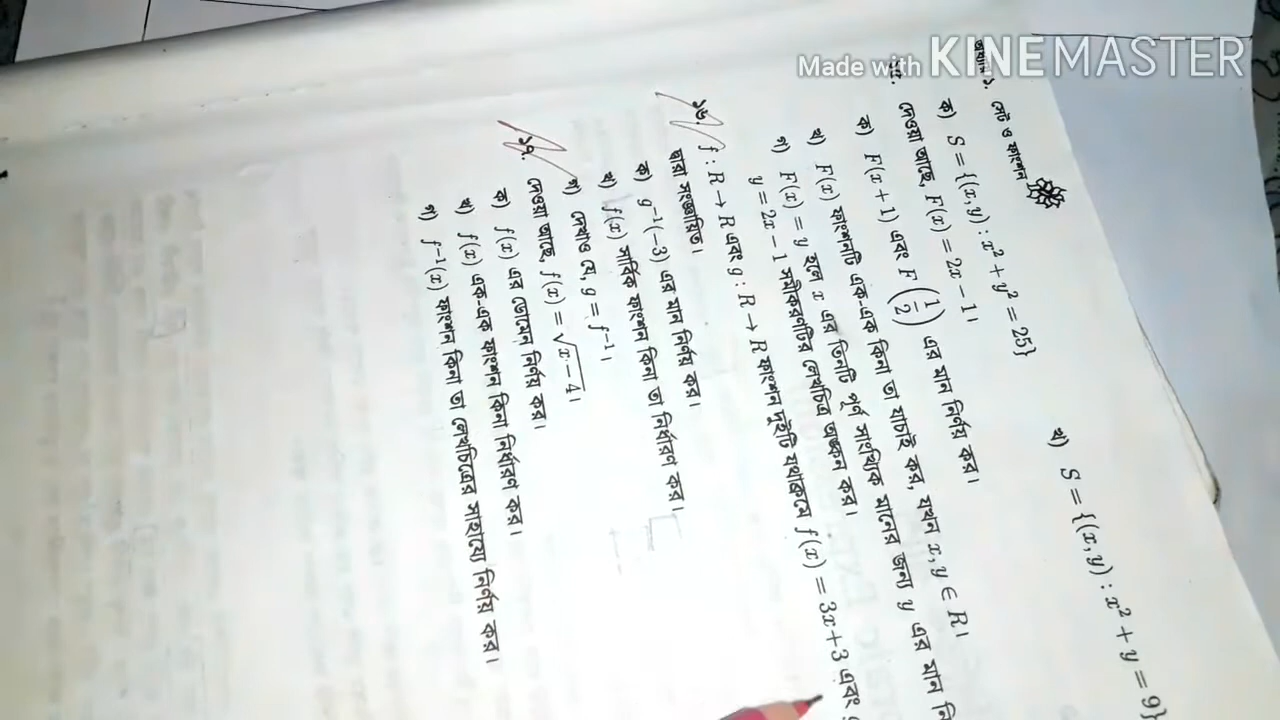 Made with KINEMASTER
অধ্যায় ১. সেট ও ফাংশন
ক) S = {(x, y) : x² + y² = 25}
খ) S = {(x, y) : x² + y = 9}
১৫. দেওয়া আছে, F(x) = 2x − 1।
ক) F(x + 1) এবং F(1/2) এর মান নির্ণয় কর।
খ) F(x) ফাংশনটি এক-এক কিনা তা যাচাই কর, যখন x, y ∈ R।
গ) F(x) = y হলে x এর তিনটি পূর্ণ সাংখ্যিক মানের জন্য y এর মান
y = 2x − 1 সমীকরণটির লেখচিত্র অঙ্কন কর।
১৬. f : R → R এবং g : R → R ফাংশন দুইটি যথাক্রমে f(x) = 3x + 3 এবং
দ্বারা সংজ্ঞায়িত।
ক) g⁻¹(−3) এর মান নির্ণয় কর।
খ) f(x) সার্বিক ফাংশন কিনা তা নির্ধারণ কর।
গ) দেখাও যে, g = f⁻¹।
১৭. দেওয়া আছে, f(x) = √(x − 4)।
ক) f(x) এর ডোমেন নির্ণয় কর।
খ) f(x) এক-এক ফাংশন কিনা নির্ধারণ কর।
গ) f⁻¹(x) ফাংশন কিনা তা লেখচিত্রের সাহায্যে নির্ণয় কর।